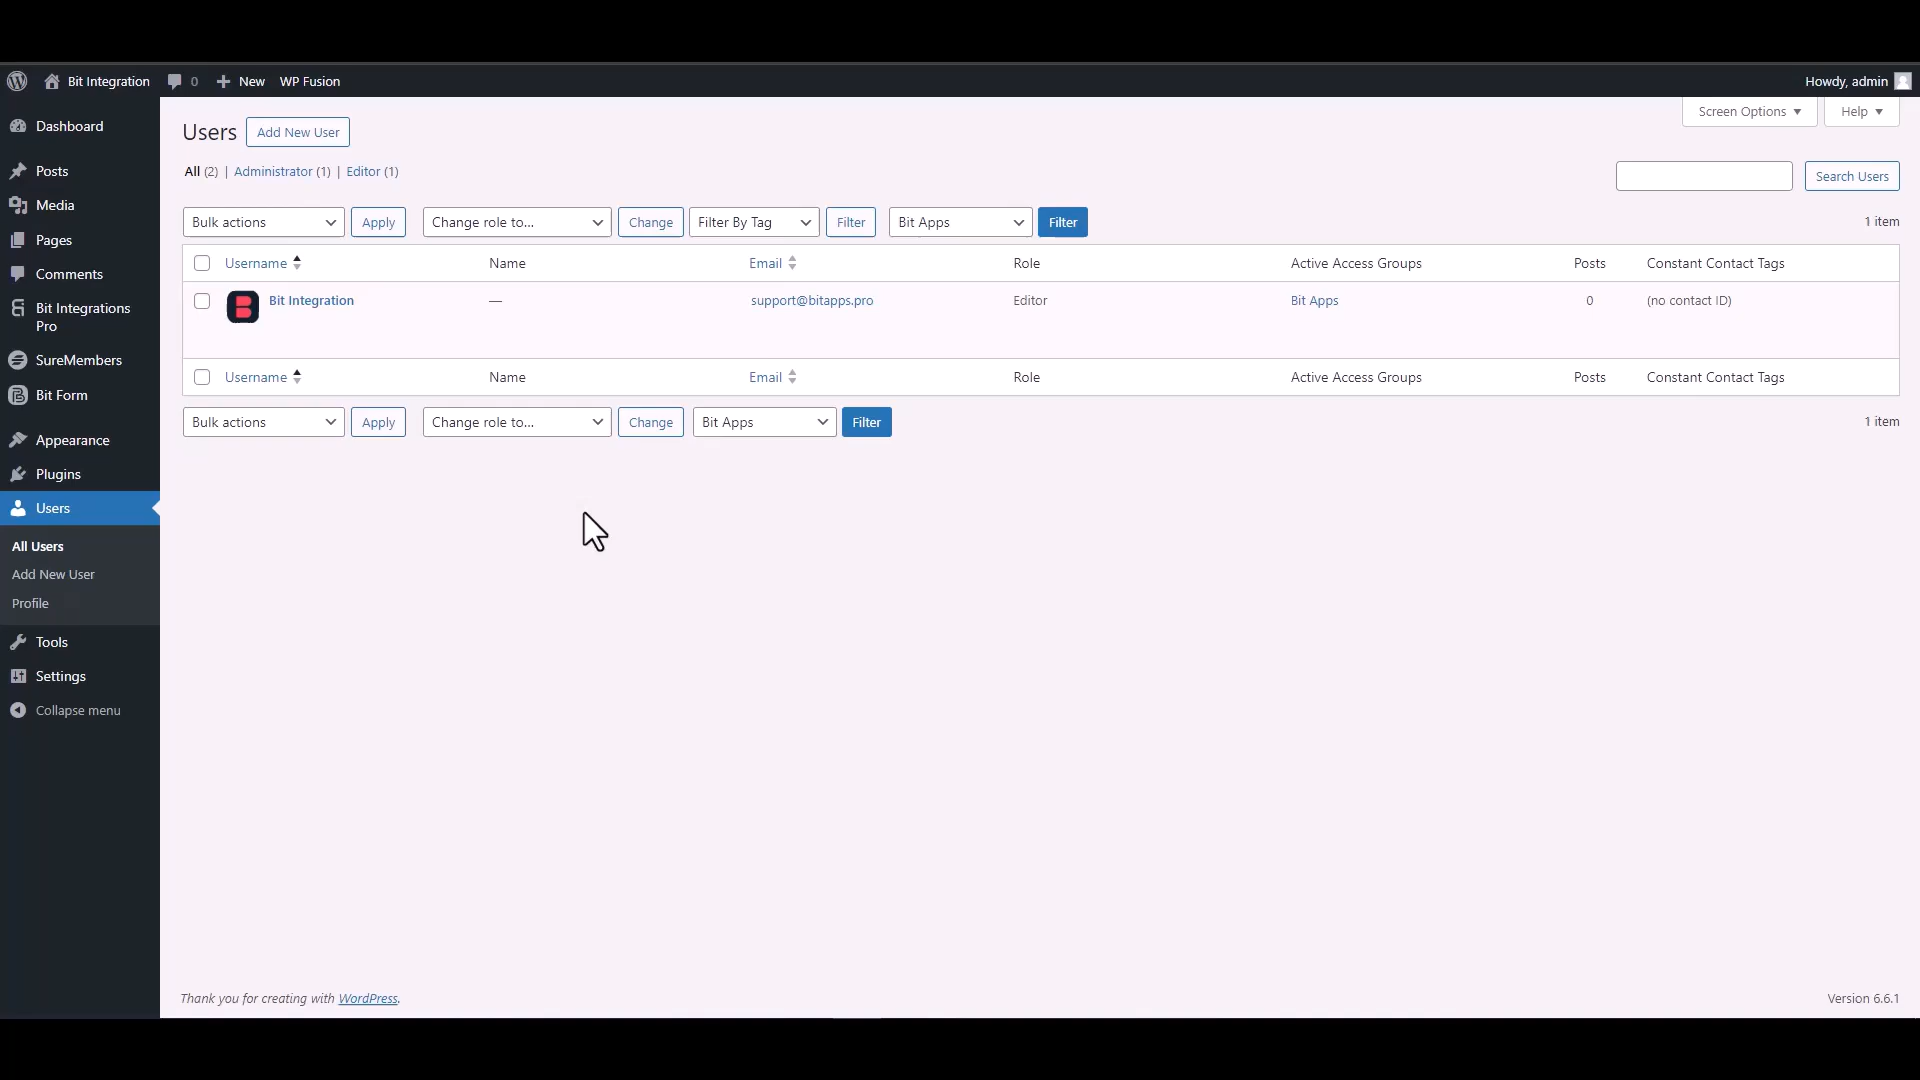 Bit Integration 0 New WP Fusion Howdy, admin
Dashboard
Posts
Media
Pages
Comments
Bit Integrations
Pro
SureMembers
Bit Form
Appearance
Plugins
Users
All Users
Add New User
Profile
Tools
Settings
Collapse menu
Screen Options Help
Users Add New User
All (2) | Administrator (1) | Editor (1)
Search Users
Bulk actions Apply Change role to... Change Filter By Tag Filter Bit Apps Filter 1 item
Username Name Email Role Active Access Groups Posts Constant Contact Tags
Bit Integration — support@bitapps.pro Editor Bit Apps 0 (no contact ID)
Username Name Email Role Active Access Groups Posts Constant Contact Tags
Bulk actions Apply Change role to... Change Bit Apps Filter 1 item
Thank you for creating with WordPress. Version 6.6.1